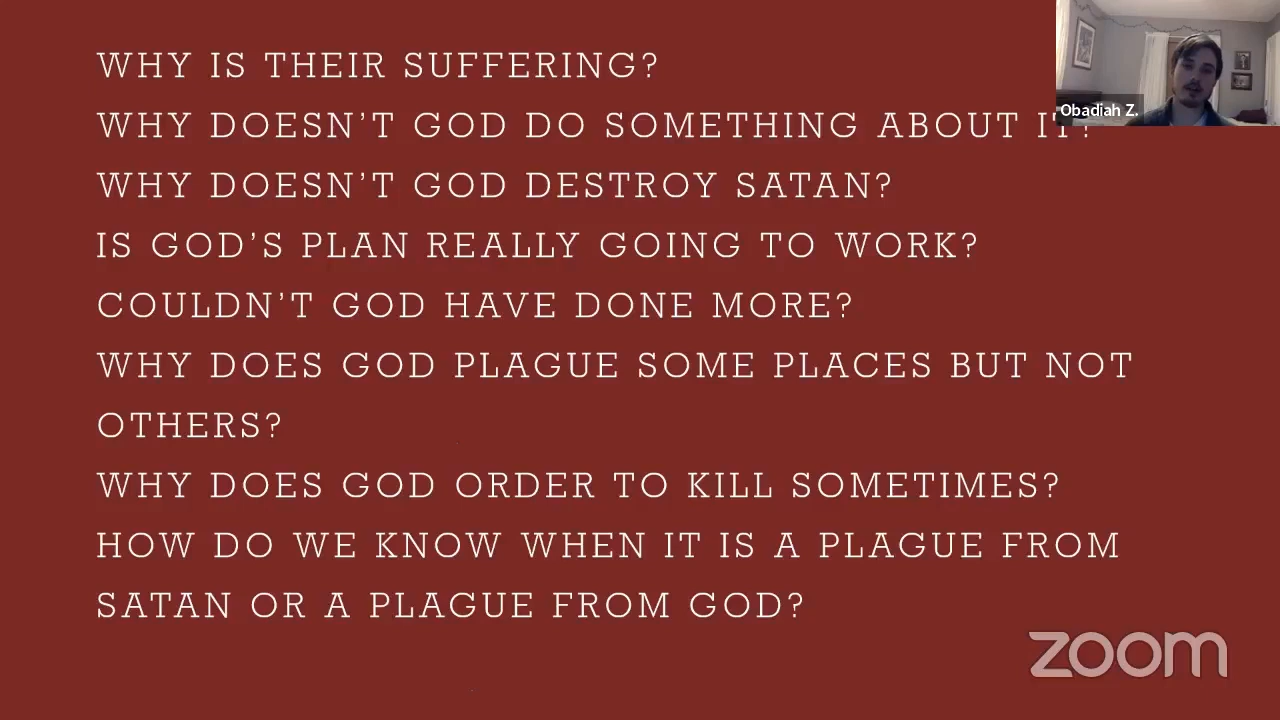 WHY IS THEIR SUFFERING?
WHY DOESN'T GOD DO SOMETHING ABOUT IT?
WHY DOESN'T GOD DESTROY SATAN?
IS GOD'S PLAN REALLY GOING TO WORK?
COULDN'T GOD HAVE DONE MORE?
WHY DOES GOD PLAGUE SOME PLACES BUT NOT
OTHERS?
WHY DOES GOD ORDER TO KILL SOMETIMES?
HOW DO WE KNOW WHEN IT IS A PLAGUE FROM
SATAN OR A PLAGUE FROM GOD?
Obadiah Z.
zoom